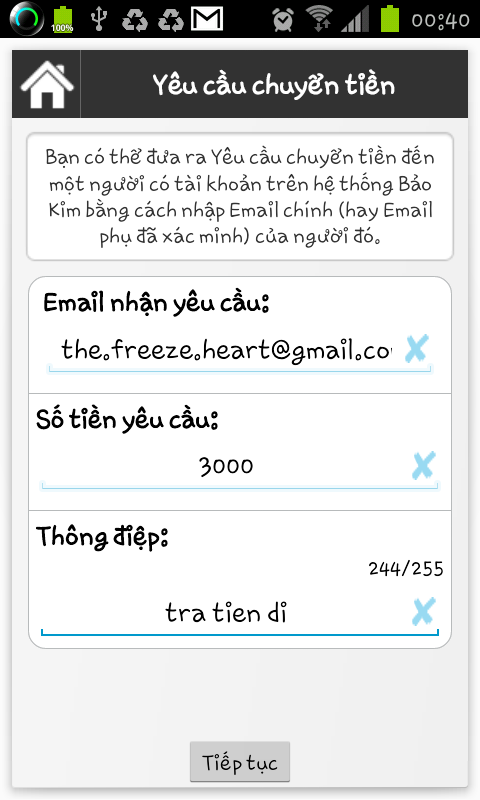 100%
00:40
Yêu cầu chuyển tiền
Bạn có thể đưa ra Yêu cầu chuyển tiền đến
một người có tài khoản trên hệ thống Bảo
Kim bằng cách nhập Email chính (hay Email
phụ đã xác minh) của người đó.
Email nhận yêu cầu:
the.freeze.heart@gmail.co
Số tiền yêu cầu:
3000
Thông điệp:
244/255
tra tien di
Tiếp tục